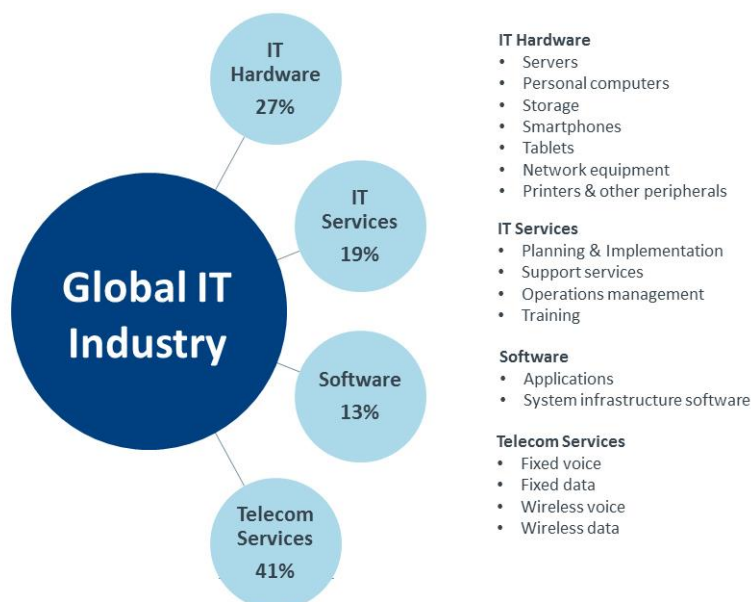 IT
Hardware
27%
IT
Services
19%
Global IT
Industry
Software
13%
Telecom
Services
41%
IT Hardware
• Servers
• Personal computers
• Storage
• Smartphones
• Tablets
• Network equipment
• Printers & other peripherals
IT Services
• Planning & Implementation
• Support services
• Operations management
• Training
Software
• Applications
• System infrastructure software
Telecom Services
• Fixed voice
• Fixed data
• Wireless voice
• Wireless data